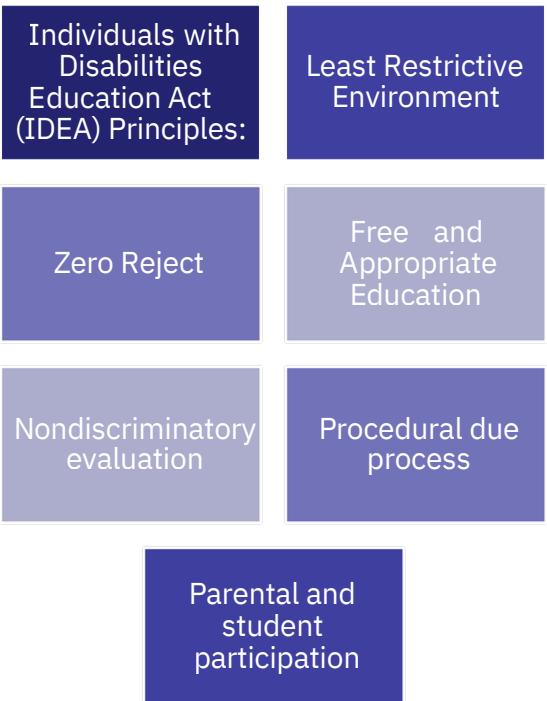 Individuals with
Disabilities
Education Act
(IDEA) Principles:
Least Restrictive
Environment
Zero Reject
Free and
Appropriate
Education
Nondiscriminatory
evaluation
Procedural due
process
Parental and
student
participation